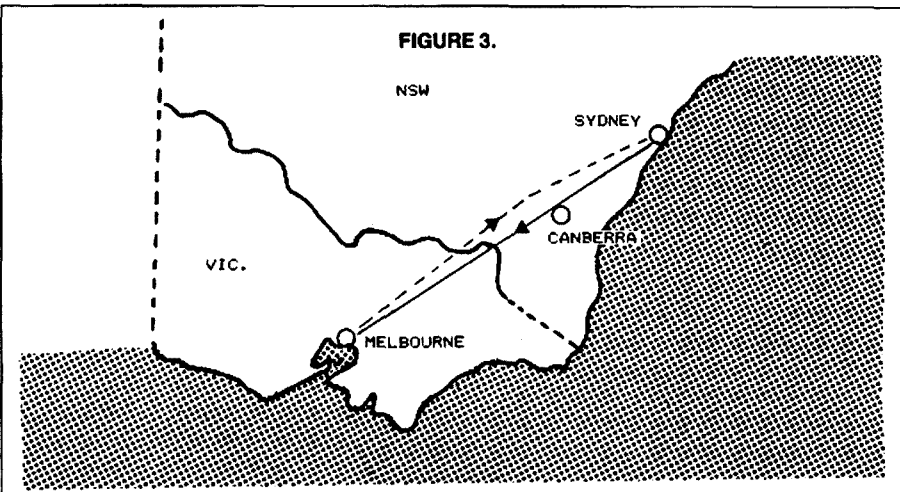 FIGURE 3.
NSW
SYDNEY
CANBERRA
VIC.
MELBOURNE